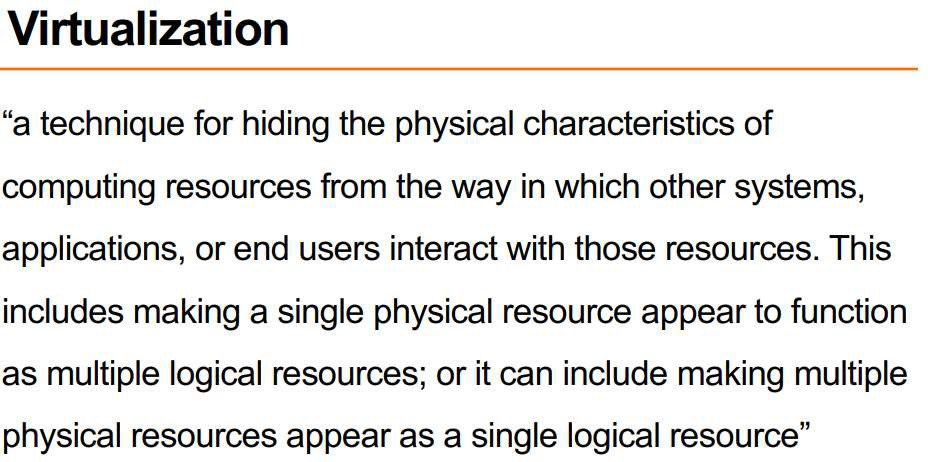 Virtualization
“a technique for hiding the physical characteristics of
computing resources from the way in which other systems,
applications, or end users interact with those resources. This
includes making a single physical resource appear to function
as multiple logical resources; or it can include making multiple
physical resources appear as a single logical resource”